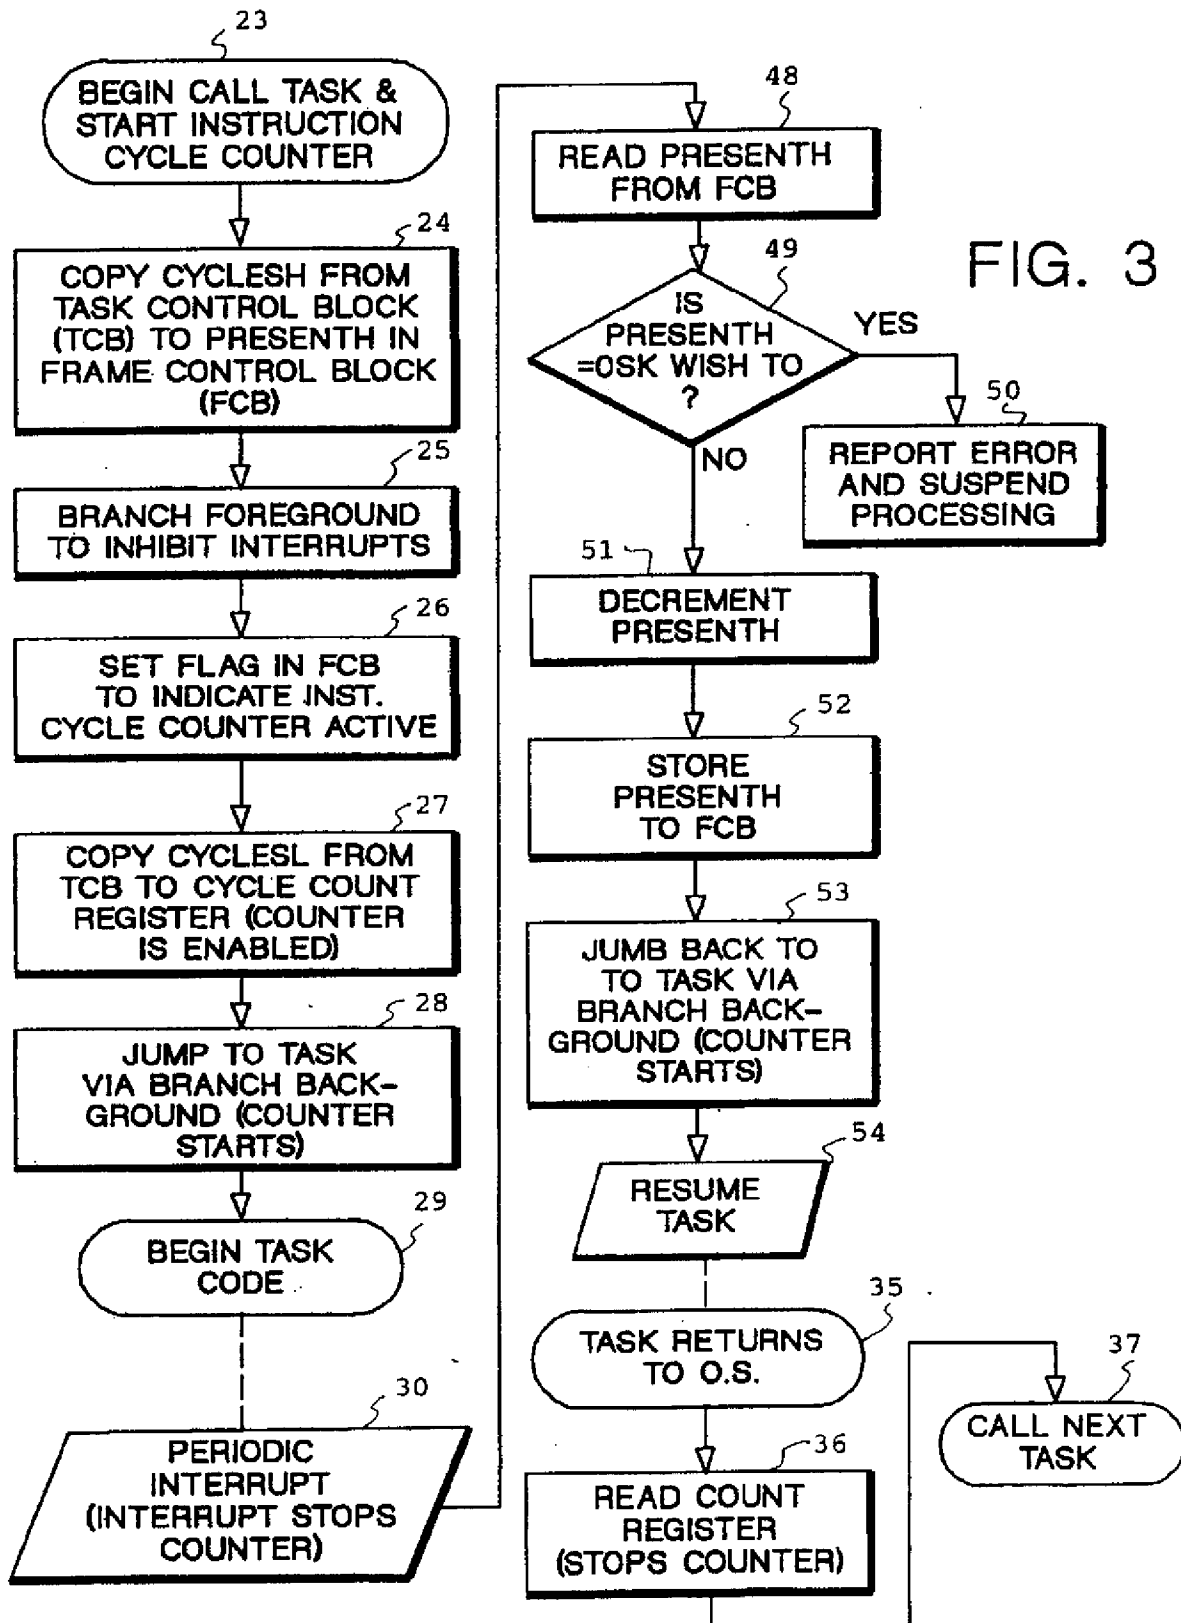 23
BEGIN CALL TASK &
START INSTRUCTION
CYCLE COUNTER
24
COPY CYCLESH FROM
TASK CONTROL BLOCK
(TCB) TO PRESENTH IN
FRAME CONTROL BLOCK
(FCB)
25
BRANCH FOREGROUND
TO INHIBIT INTERRUPTS
26
SET FLAG IN FCB
TO INDICATE INST.
CYCLE COUNTER ACTIVE
27
COPY CYCLESL FROM
TCB TO CYCLE COUNT
REGISTER (COUNTER
IS ENABLED)
28
JUMP TO TASK
VIA BRANCH BACK-
GROUND (COUNTER
STARTS)
29
BEGIN TASK
CODE
30
PERIODIC
INTERRUPT
(INTERRUPT STOPS
COUNTER)
48
READ PRESENTH
FROM FCB
FIG. 3
49
IS
PRESENTH
=0SK WISH TO
?
YES
NO
50
REPORT ERROR
AND SUSPEND
PROCESSING
51
DECREMENT
PRESENTH
52
STORE
PRESENTH
TO FCB
53
JUMB BACK TO
TO TASK VIA
BRANCH BACK-
GROUND (COUNTER
STARTS)
54
RESUME
TASK
35
TASK RETURNS
TO O.S.
36
READ COUNT
REGISTER
(STOPS COUNTER)
37
CALL NEXT
TASK